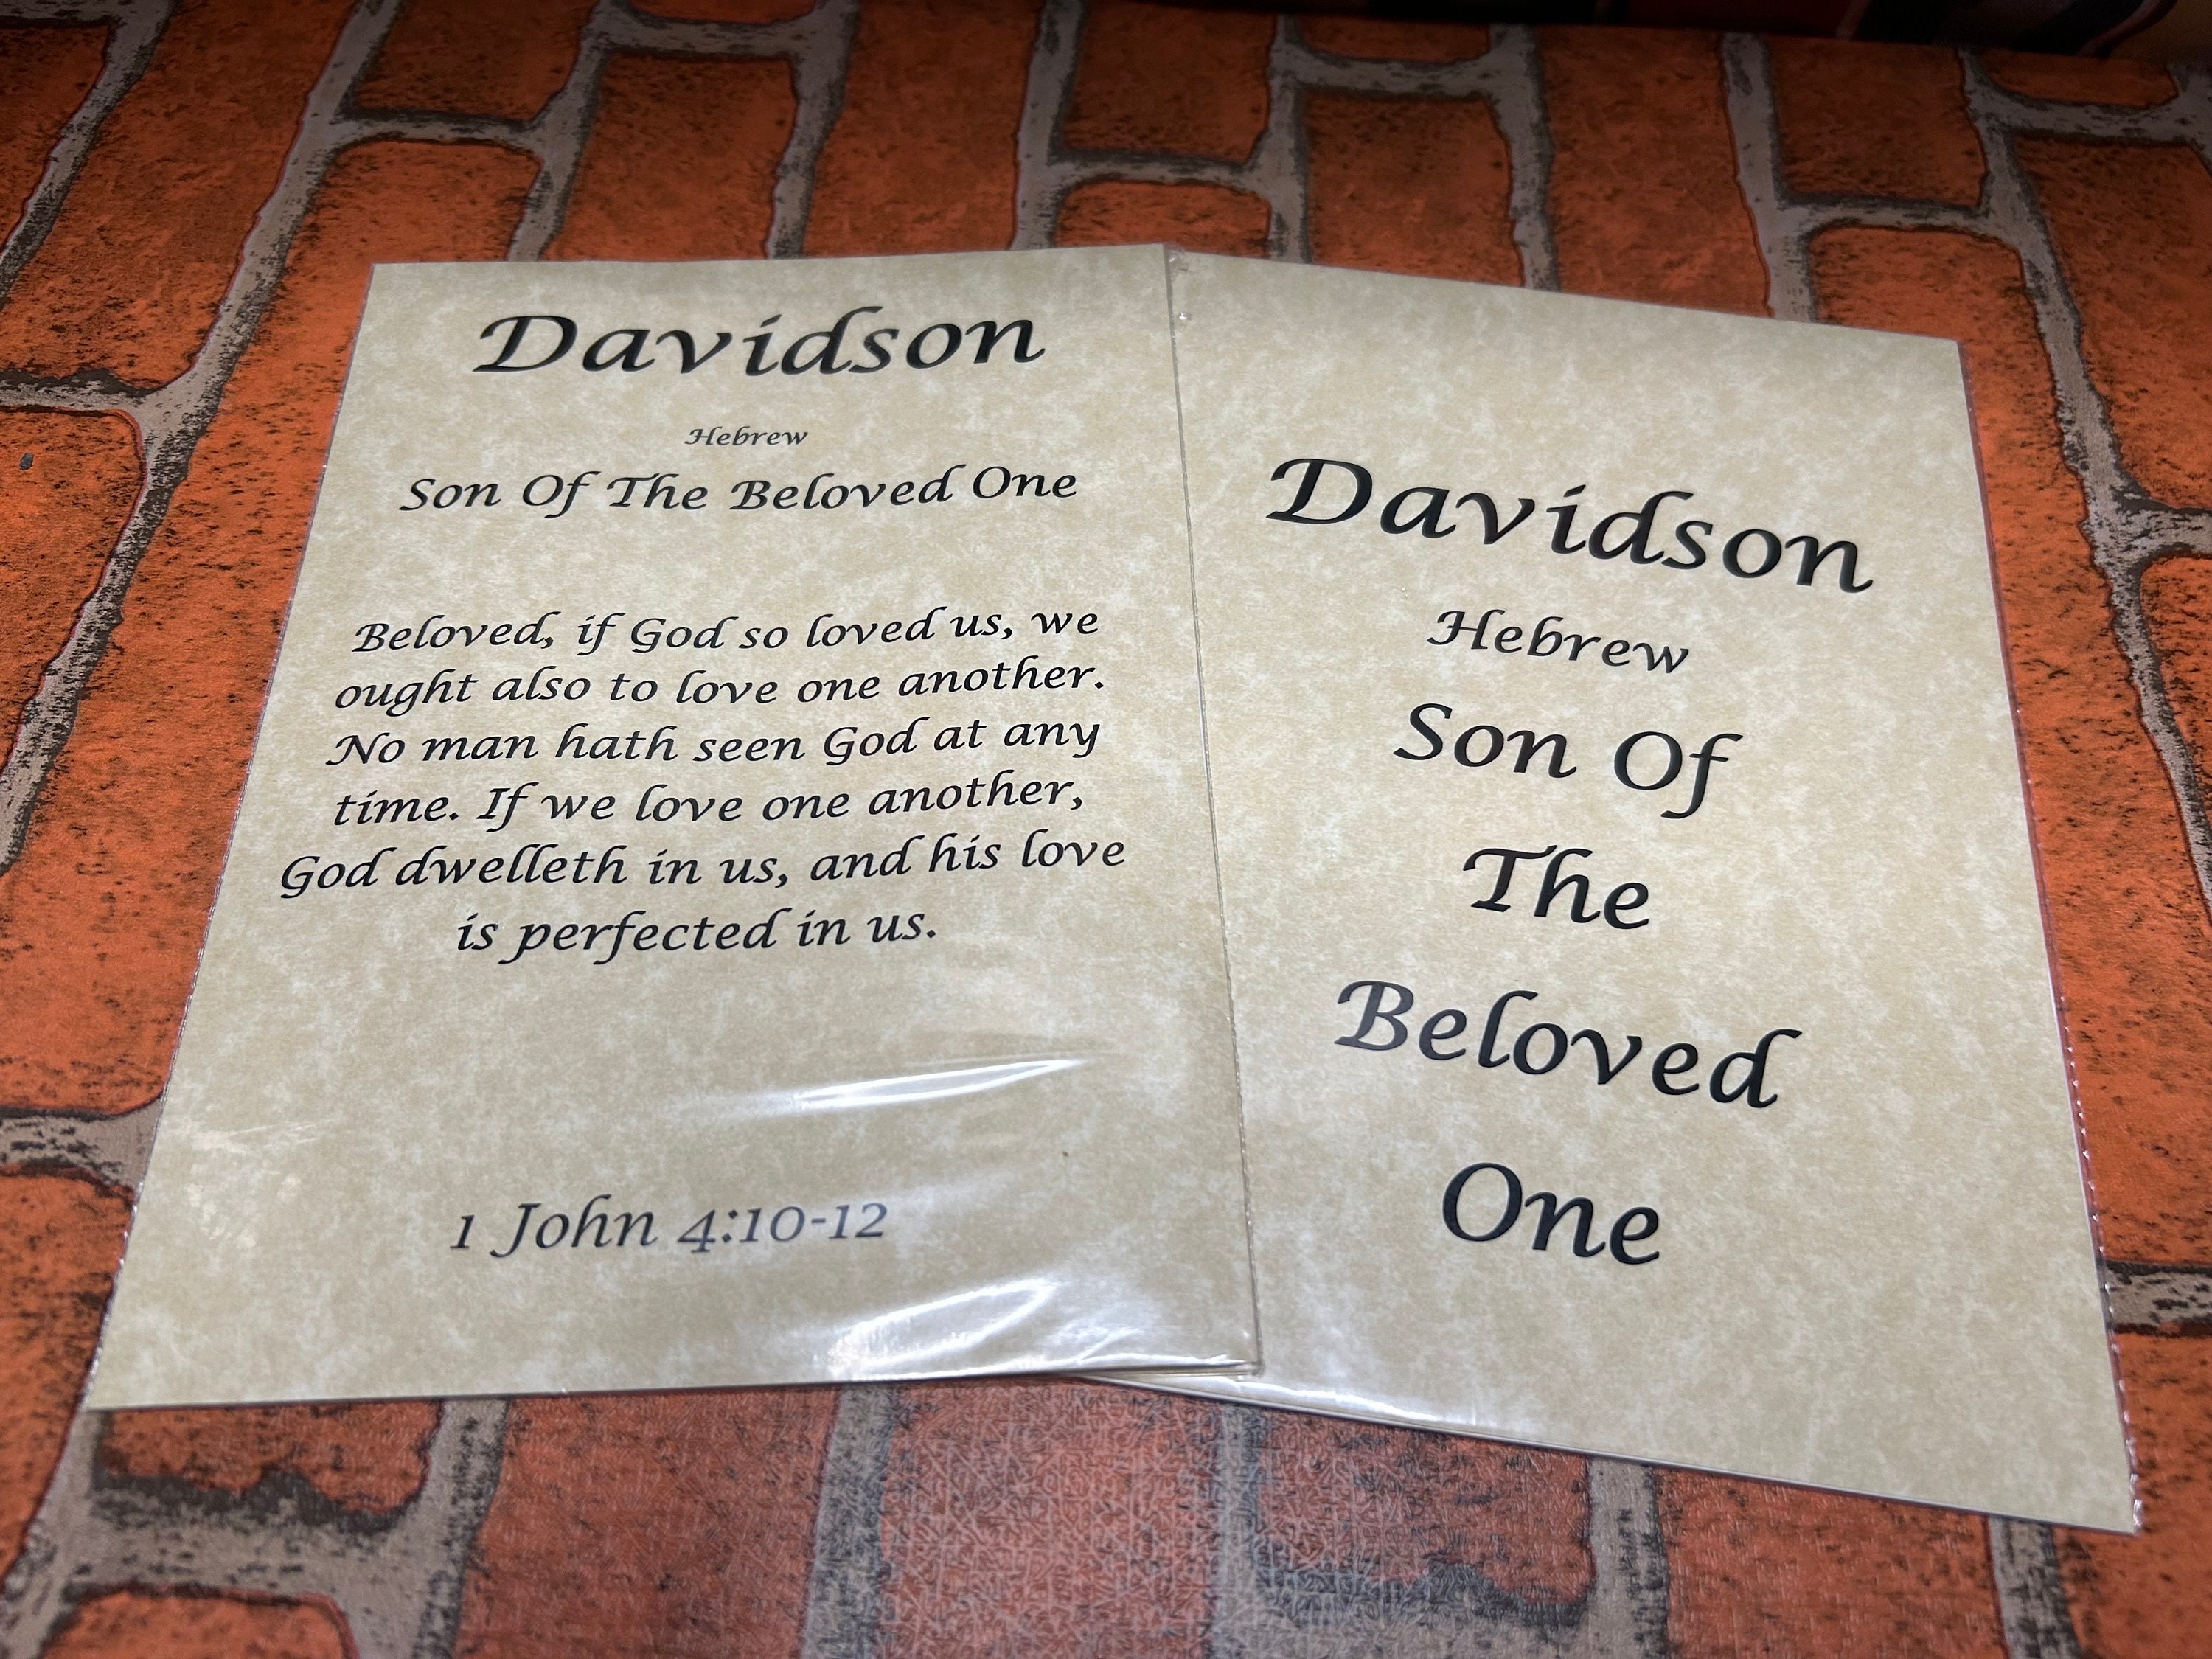 Davidson
Hebrew
Son Of The Beloved One
Beloved, if God so loved us, we
ought also to love one another.
No man hath seen God at any
time. If we love one another,
God dwelleth in us, and his love
is perfected in us.
1 John 4:10-12
Davidson
Hebrew
Son Of
The
Beloved
One